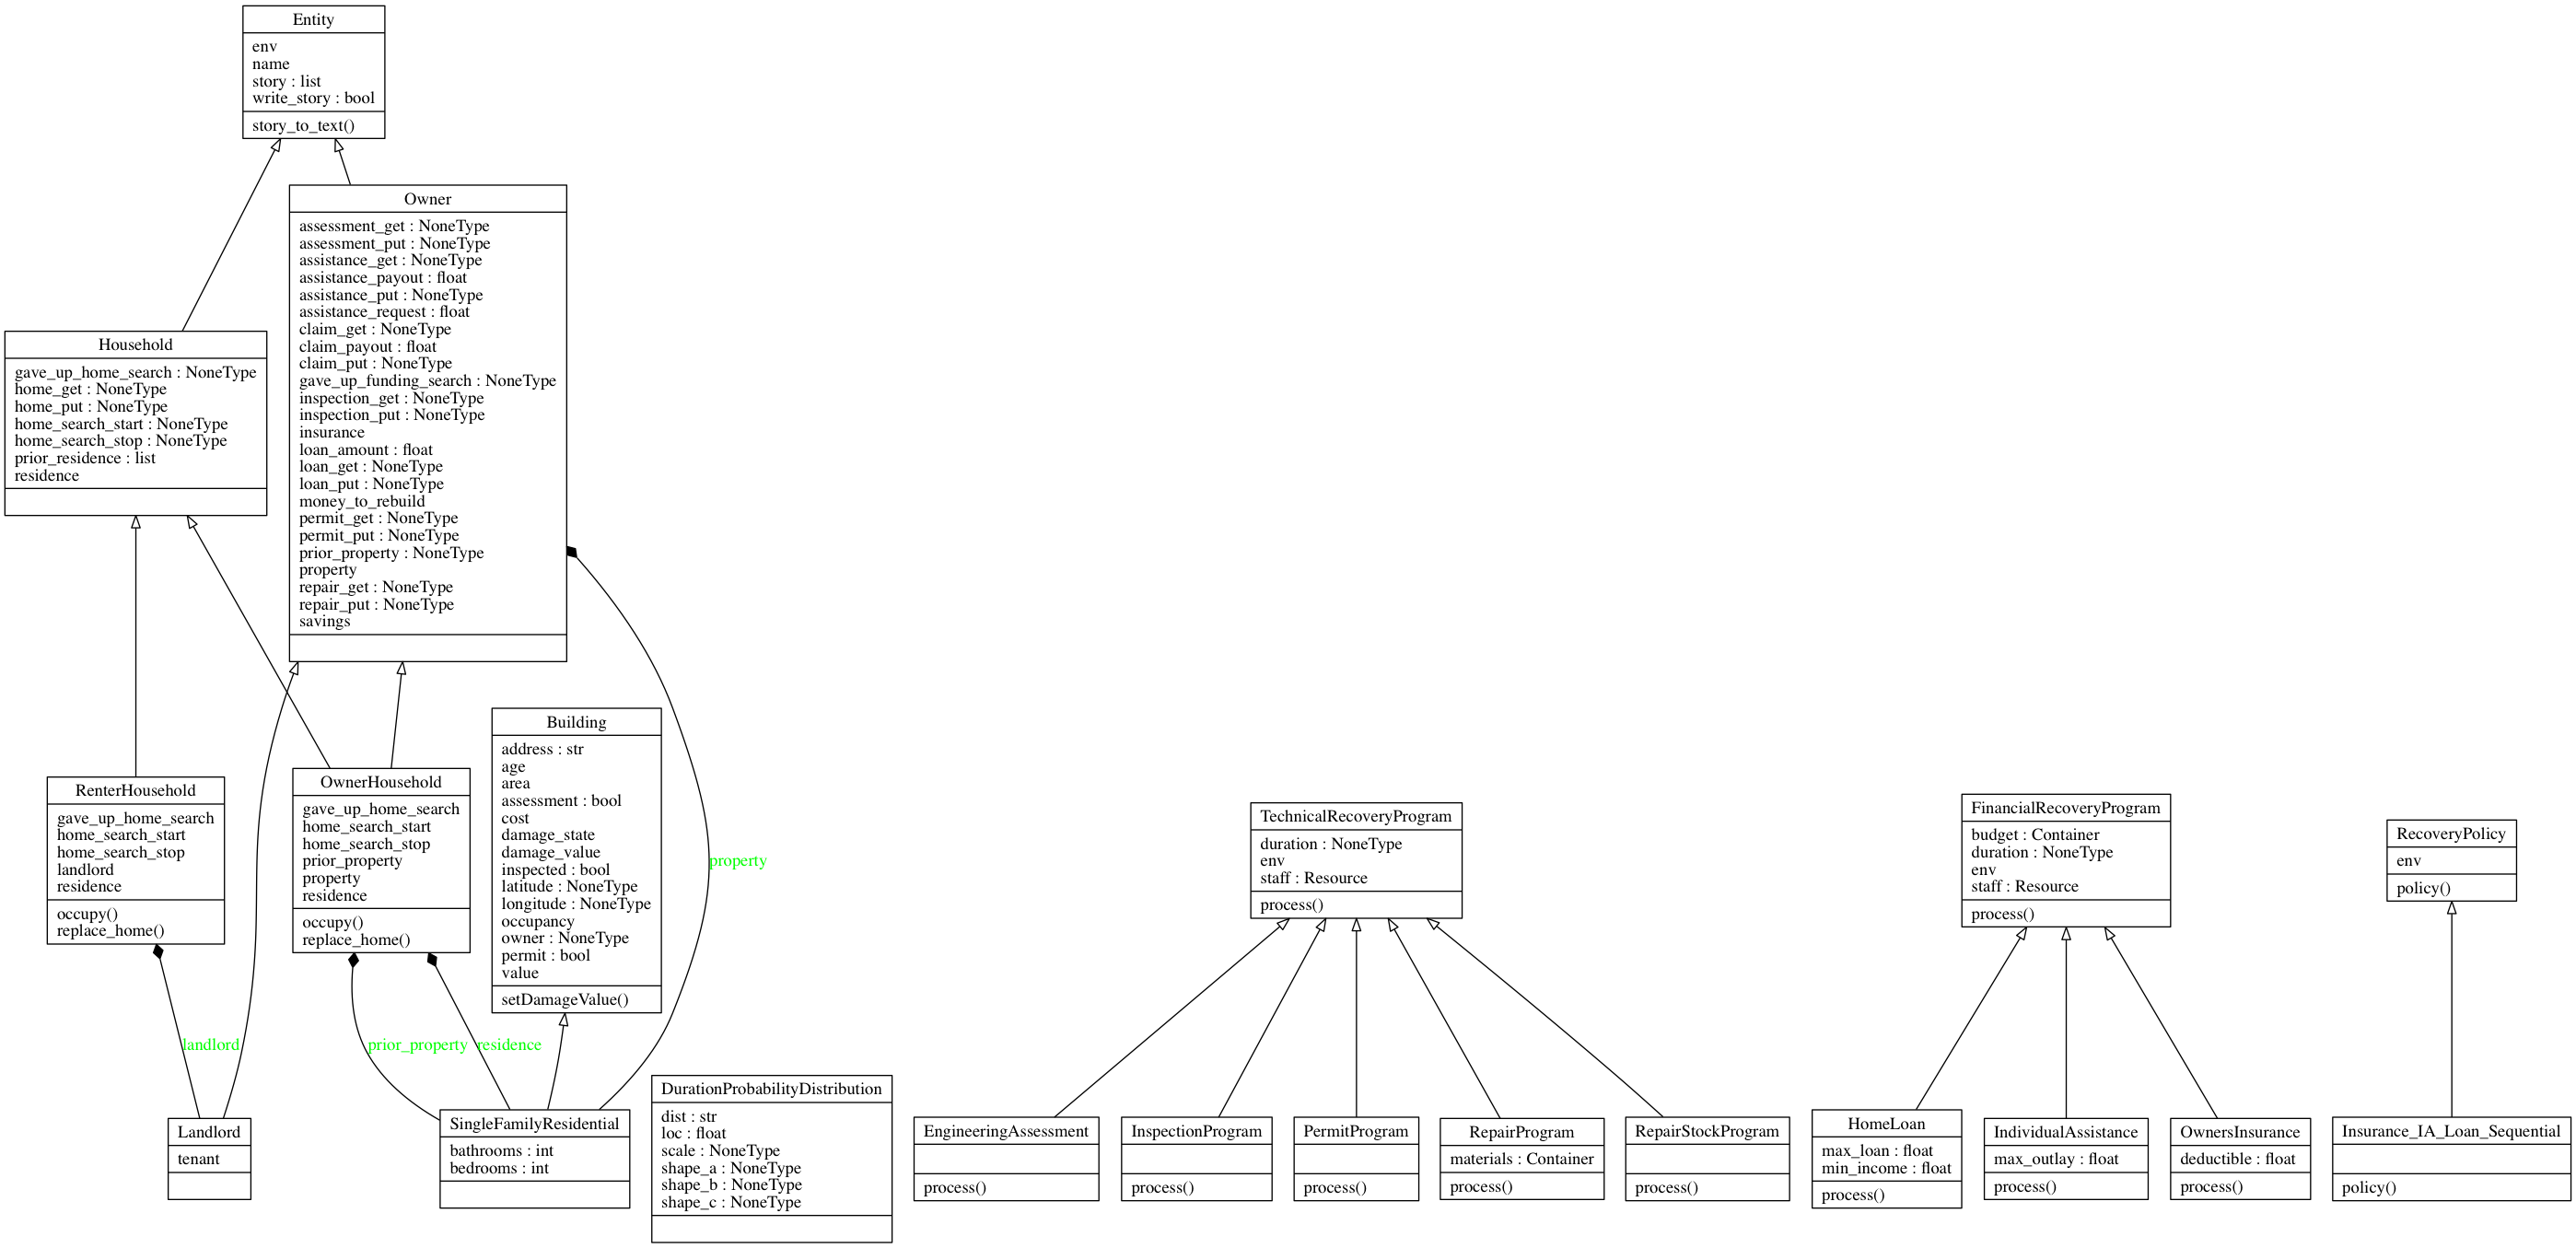 Entity
env
name
story : list
write_story : bool
story_to_text()
Owner
assessment_get : NoneType
assessment_put : NoneType
assistance_get : NoneType
assistance_payout : float
assistance_put : NoneType
assistance_request : float
claim_get : NoneType
claim_payout : float
claim_put : NoneType
gave_up_funding_search : NoneType
inspection_get : NoneType
inspection_put : NoneType
insurance
loan_amount : float
loan_get : NoneType
loan_put : NoneType
money_to_rebuild
permit_get : NoneType
permit_put : NoneType
prior_property : NoneType
property
repair_get : NoneType
repair_put : NoneType
savings
Household
gave_up_home_search : NoneType
home_get : NoneType
home_put : NoneType
home_search_start : NoneType
home_search_stop : NoneType
prior_residence : list
residence
RenterHousehold
gave_up_home_search
home_search_start
home_search_stop
landlord
residence
occupy()
replace_home()
OwnerHousehold
gave_up_home_search
home_search_start
home_search_stop
prior_property
property
residence
occupy()
replace_home()
Building
address : str
age
area
assessment : bool
cost
damage_state
damage_value
inspected : bool
latitude : NoneType
longitude : NoneType
occupancy
owner : NoneType
permit : bool
value
setDamageValue()
property
landlord
prior_property
residence
Landlord
tenant
SingleFamilyResidential
bathrooms : int
bedrooms : int
DurationProbabilityDistribution
dist : str
loc : float
scale : NoneType
shape_a : NoneType
shape_b : NoneType
shape_c : NoneType
TechnicalRecoveryProgram
duration : NoneType
env
staff : Resource
process()
EngineeringAssessment
process()
InspectionProgram
process()
PermitProgram
process()
RepairProgram
materials : Container
process()
RepairStockProgram
process()
FinancialRecoveryProgram
budget : Container
duration : NoneType
env
staff : Resource
process()
HomeLoan
max_loan : float
min_income : float
process()
IndividualAssistance
max_outlay : float
process()
OwnersInsurance
deductible : float
process()
RecoveryPolicy
env
policy()
Insurance_IA_Loan_Sequential
policy()